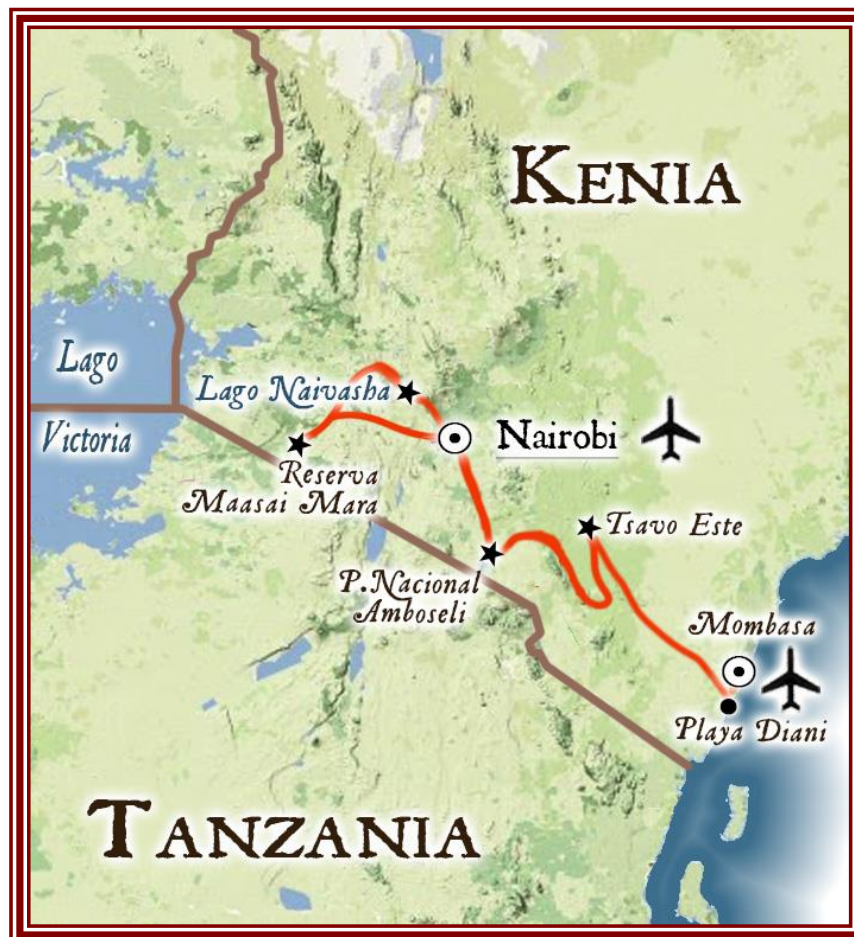 KENIA
Lago
Victoria
Lago Naivasha
Nairobi
Reserva
Maasai Mara
Tsavo Este
P.Nacional
Amboseli
Mombasa
Playa Diani
TANZANIA